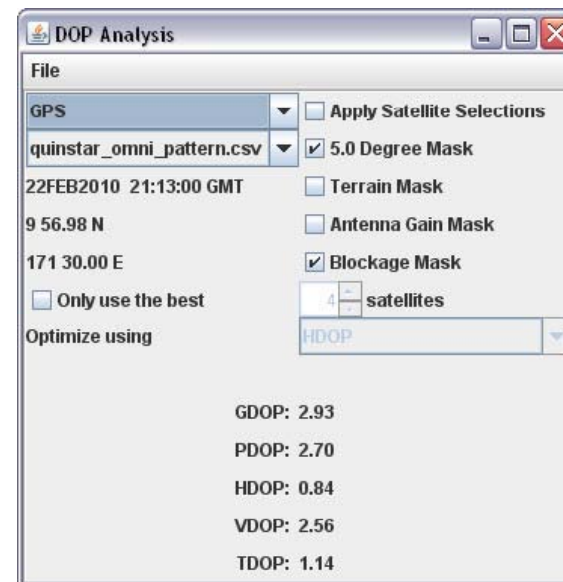 DOP Analysis
File
GPS
Apply Satellite Selections
quinstar_omni_pattern.csv
5.0 Degree Mask
22FEB2010 21:13:00 GMT
Terrain Mask
9 56.98 N
Antenna Gain Mask
171 30.00 E
Blockage Mask
Only use the best 4 satellites
Optimize using HDOP
GDOP: 2.93
PDOP: 2.70
HDOP: 0.84
VDOP: 2.56
TDOP: 1.14